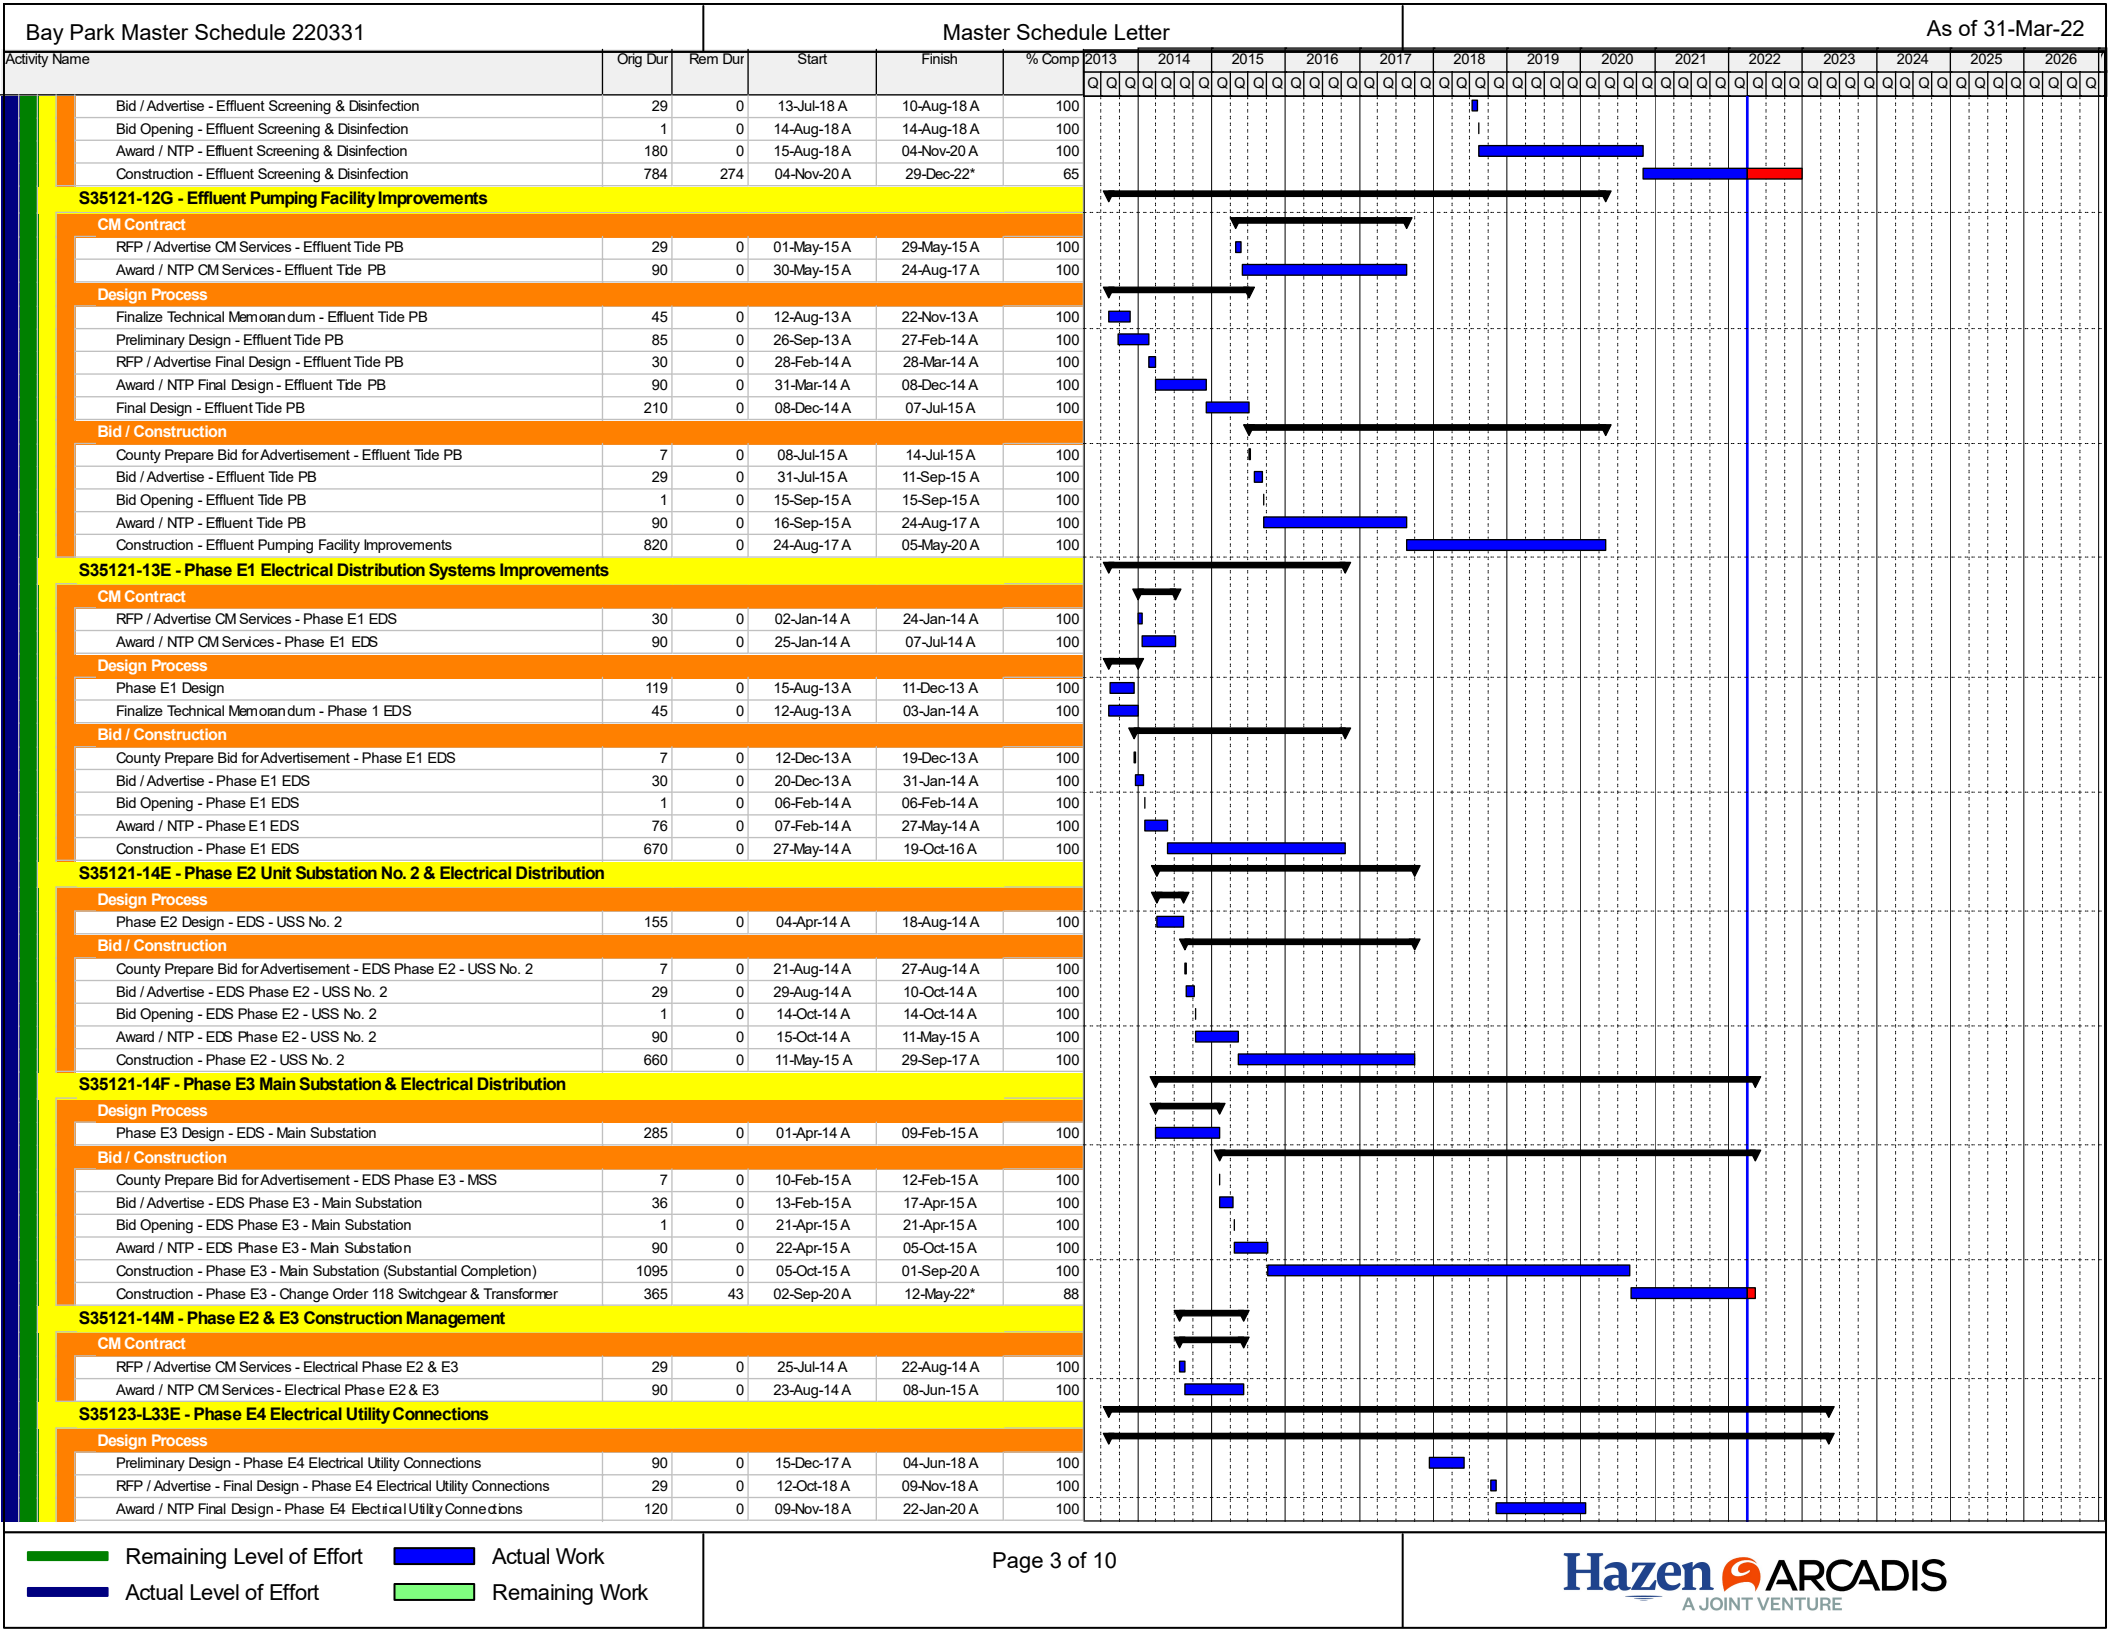 Bay Park Master Schedule 220331 Master Schedule Letter As of 31-Mar-22
Activity Name Orig Dur Rem Dur Start Finish % Comp 2013 2014 2015 2016 2017 2018 2019 2020 2021 2022 2023 2024 2025 2026
Q Q Q Q Q Q Q Q Q Q Q Q Q Q Q Q Q Q Q Q Q Q Q Q Q Q Q Q Q Q Q Q Q Q Q Q Q Q Q Q Q Q Q Q Q Q Q Q Q Q Q Q Q Q Q
Bid / Advertise - Effluent Screening & Disinfection 29 0 13-Jul-18 A 10-Aug-18 A 100
Bid Opening - Effluent Screening & Disinfection 1 0 14-Aug-18 A 14-Aug-18 A 100
Award / NTP - Effluent Screening & Disinfection 180 0 15-Aug-18 A 04-Nov-20 A 100
Construction - Effluent Screening & Disinfection 784 274 04-Nov-20 A 29-Dec-22* 65
S35121-12G - Effluent Pumping Facility Improvements
CM Contract
RFP / Advertise CM Services - Effluent Tide PB 29 0 01-May-15 A 29-May-15 A 100
Award / NTP CM Services - Effluent Tide PB 90 0 30-May-15 A 24-Aug-17 A 100
Design Process
Finalize Technical Memorandum - Effluent Tide PB 45 0 12-Aug-13 A 22-Nov-13 A 100
Preliminary Design - Effluent Tide PB 85 0 26-Sep-13 A 27-Feb-14 A 100
RFP / Advertise Final Design - Effluent Tide PB 30 0 28-Feb-14 A 28-Mar-14 A 100
Award / NTP Final Design - Effluent Tide PB 90 0 31-Mar-14 A 08-Dec-14 A 100
Final Design - Effluent Tide PB 210 0 08-Dec-14 A 07-Jul-15 A 100
Bid / Construction
County Prepare Bid for Advertisement - Effluent Tide PB 7 0 08-Jul-15 A 14-Jul-15 A 100
Bid / Advertise - Effluent Tide PB 29 0 31-Jul-15 A 11-Sep-15 A 100
Bid Opening - Effluent Tide PB 1 0 15-Sep-15 A 15-Sep-15 A 100
Award / NTP - Effluent Tide PB 90 0 16-Sep-15 A 24-Aug-17 A 100
Construction - Effluent Pumping Facility Improvements 820 0 24-Aug-17 A 05-May-20 A 100
S35121-13E - Phase E1 Electrical Distribution Systems Improvements
CM Contract
RFP / Advertise CM Services - Phase E1 EDS 30 0 02-Jan-14 A 24-Jan-14 A 100
Award / NTP CM Services - Phase E1 EDS 90 0 25-Jan-14 A 07-Jul-14 A 100
Design Process
Phase E1 Design 119 0 15-Aug-13 A 11-Dec-13 A 100
Finalize Technical Memorandum - Phase 1 EDS 45 0 12-Aug-13 A 03-Jan-14 A 100
Bid / Construction
County Prepare Bid for Advertisement - Phase E1 EDS 7 0 12-Dec-13 A 19-Dec-13 A 100
Bid / Advertise - Phase E1 EDS 30 0 20-Dec-13 A 31-Jan-14 A 100
Bid Opening - Phase E1 EDS 1 0 06-Feb-14 A 06-Feb-14 A 100
Award / NTP - Phase E1 EDS 76 0 07-Feb-14 A 27-May-14 A 100
Construction - Phase E1 EDS 670 0 27-May-14 A 19-Oct-16 A 100
S35121-14E - Phase E2 Unit Substation No. 2 & Electrical Distribution
Design Process
Phase E2 Design - EDS - USS No. 2 155 0 04-Apr-14 A 18-Aug-14 A 100
Bid / Construction
County Prepare Bid for Advertisement - EDS Phase E2 - USS No. 2 7 0 21-Aug-14 A 27-Aug-14 A 100
Bid / Advertise - EDS Phase E2 - USS No. 2 29 0 29-Aug-14 A 10-Oct-14 A 100
Bid Opening - EDS Phase E2 - USS No. 2 1 0 14-Oct-14 A 14-Oct-14 A 100
Award / NTP - EDS Phase E2 - USS No. 2 90 0 15-Oct-14 A 11-May-15 A 100
Construction - Phase E2 - USS No. 2 660 0 11-May-15 A 29-Sep-17 A 100
S35121-14F - Phase E3 Main Substation & Electrical Distribution
Design Process
Phase E3 Design - EDS - Main Substation 285 0 01-Apr-14 A 09-Feb-15 A 100
Bid / Construction
County Prepare Bid for Advertisement - EDS Phase E3 - MSS 7 0 10-Feb-15 A 12-Feb-15 A 100
Bid / Advertise - EDS Phase E3 - Main Substation 36 0 13-Feb-15 A 17-Apr-15 A 100
Bid Opening - EDS Phase E3 - Main Substation 1 0 21-Apr-15 A 21-Apr-15 A 100
Award / NTP - EDS Phase E3 - Main Substation 90 0 22-Apr-15 A 05-Oct-15 A 100
Construction - Phase E3 - Main Substation (Substantial Completion) 1095 0 05-Oct-15 A 01-Sep-20 A 100
Construction - Phase E3 - Change Order 118 Switchgear & Transformer 365 43 02-Sep-20 A 12-May-22* 88
S35121-14M - Phase E2 & E3 Construction Management
CM Contract
RFP / Advertise CM Services - Electrical Phase E2 & E3 29 0 25-Jul-14 A 22-Aug-14 A 100
Award / NTP CM Services - Electrical Phase E2 & E3 90 0 23-Aug-14 A 08-Jun-15 A 100
S35123-L33E - Phase E4 Electrical Utility Connections
Design Process
Preliminary Design - Phase E4 Electrical Utility Connections 90 0 15-Dec-17 A 04-Jun-18 A 100
RFP / Advertise - Final Design - Phase E4 Electrical Utility Connections 29 0 12-Oct-18 A 09-Nov-18 A 100
Award / NTP Final Design - Phase E4 Electrical Utility Connections 120 0 09-Nov-18 A 22-Jan-20 A 100
Remaining Level of Effort Actual Work
Actual Level of Effort Remaining Work
Page 3 of 10
Hazen ARCADIS
A JOINT VENTURE